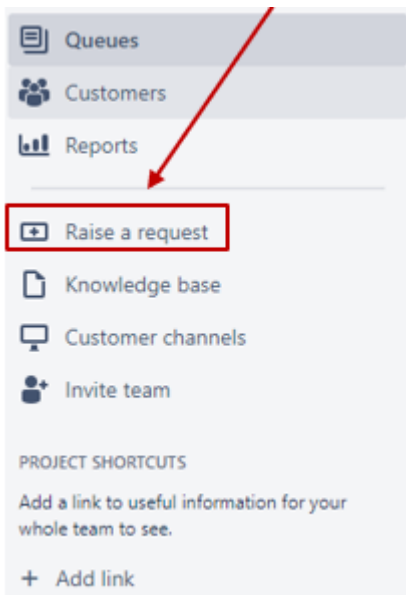 Queues
Customers
Reports
Raise a request
Knowledge base
Customer channels
Invite team
PROJECT SHORTCUTS
Add a link to useful information for your
whole team to see.
+ Add link